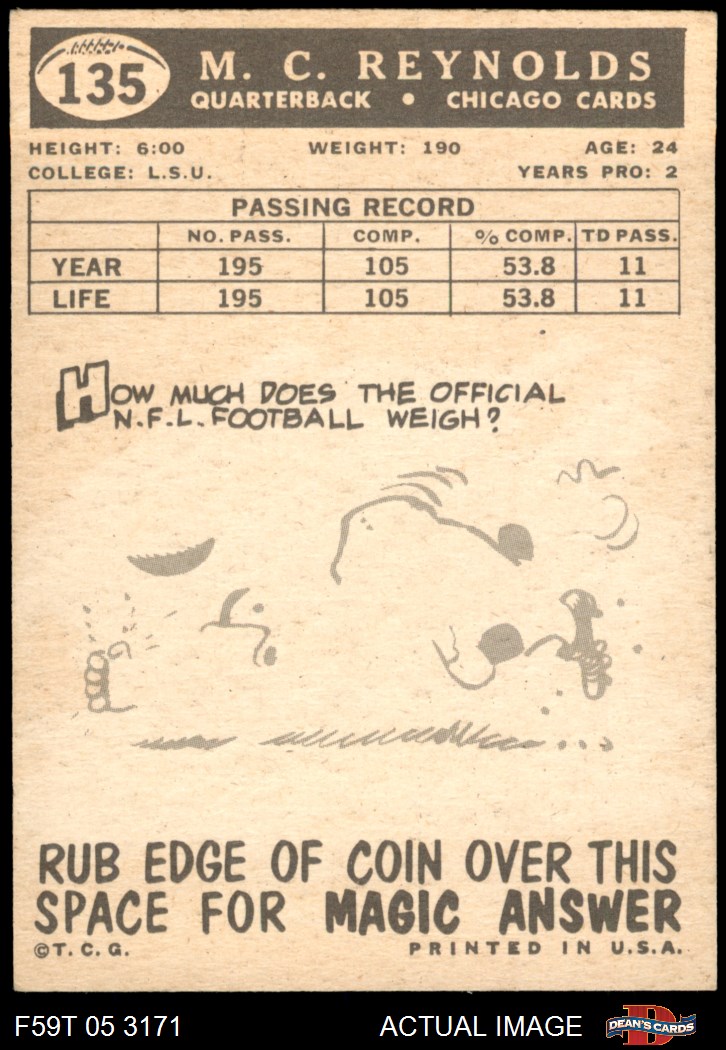 135
M. C. REYNOLDS
QUARTERBACK • CHICAGO CARDS
HEIGHT: 6:00 WEIGHT: 190 AGE: 24
COLLEGE: L.S.U. YEARS PRO: 2
PASSING RECORD
NO. PASS. COMP. % COMP. TD PASS.
YEAR 195 105 53.8 11
LIFE 195 105 53.8 11
HOW MUCH DOES THE OFFICIAL
N.F.L. FOOTBALL WEIGH?
RUB EDGE OF COIN OVER THIS
SPACE FOR MAGIC ANSWER
©T. C. G. PRINTED IN U.S.A.
F59T 05 3171 ACTUAL IMAGE D DEAN'S CARDS